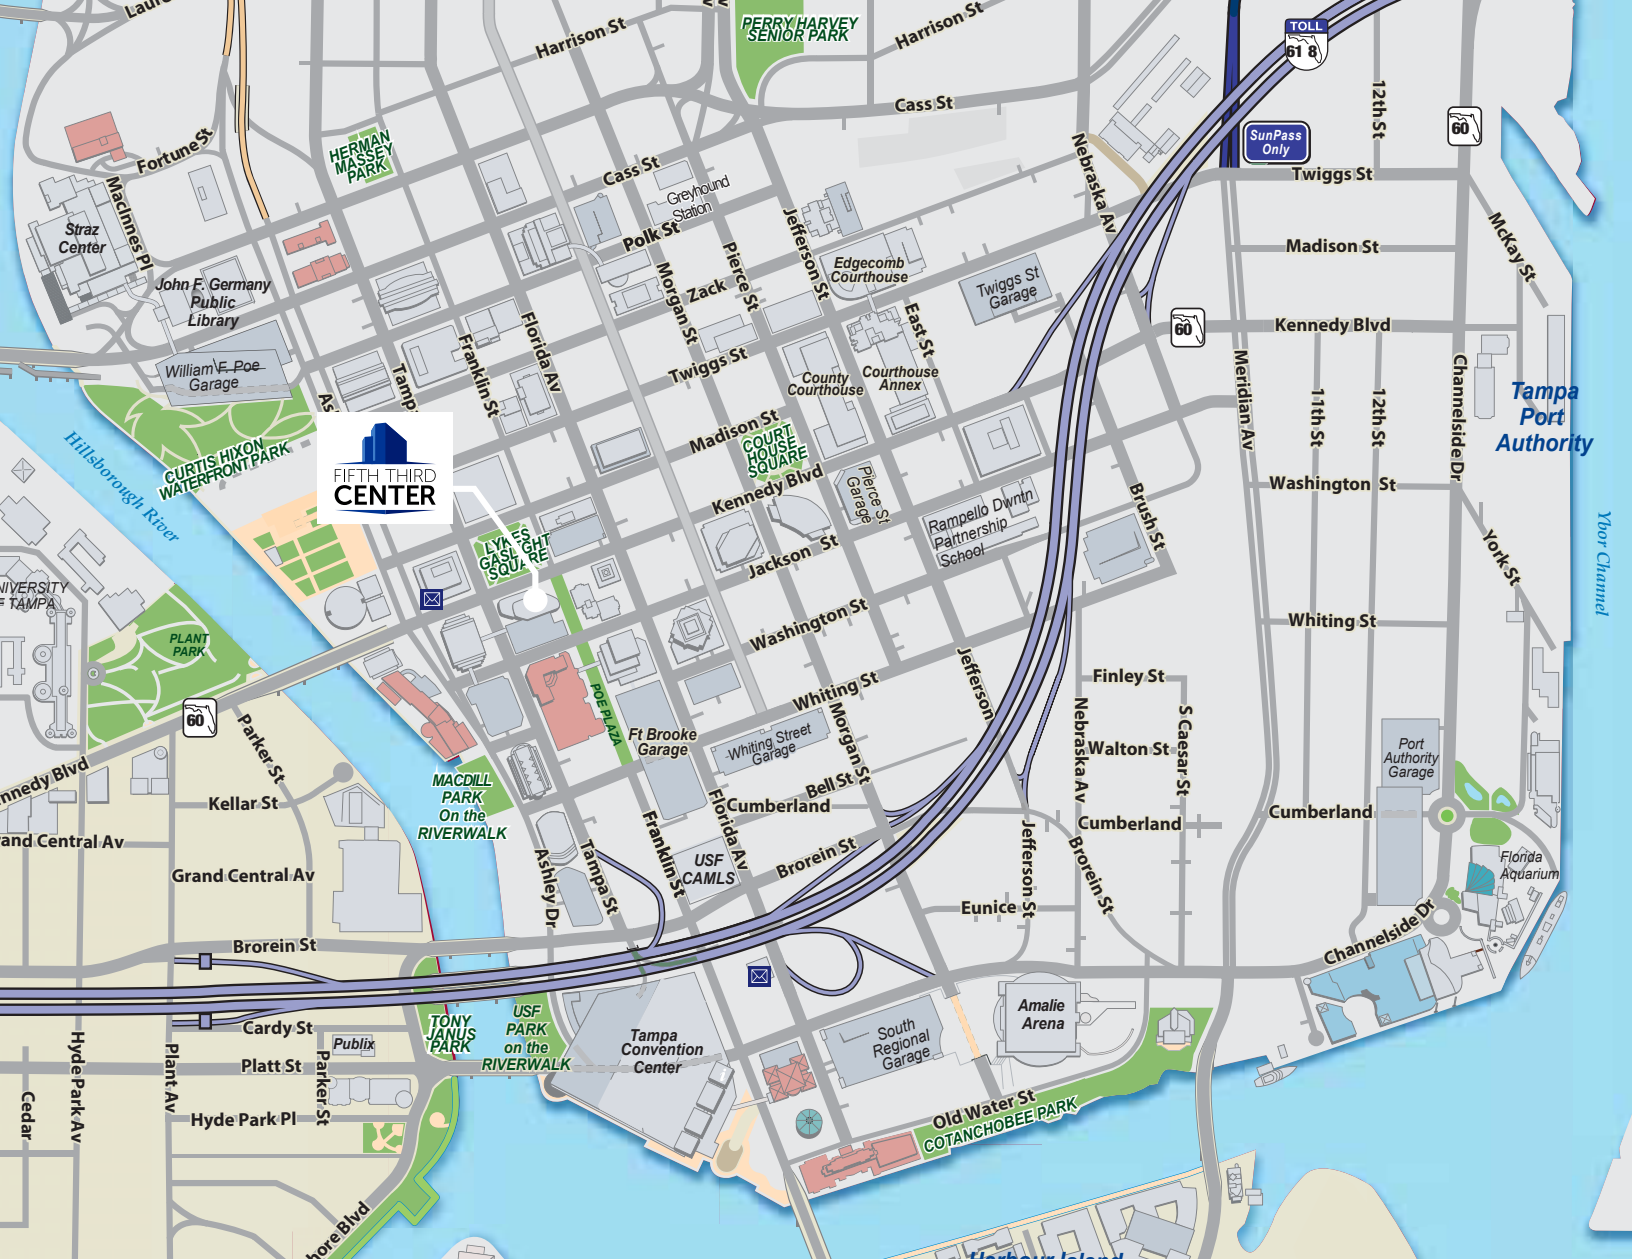 Harrison St
PERRY HARVEY
SENIOR PARK
Harrison St
TOLL
618
12th St
60
SunPass
Only
Cass St
Fortune St
HERMAN
MASSEY
PARK
Cass St
Nebraska Av
Twiggs St
MacInnes Pl
Straz
Center
Greyhound
Station
Polk St
Jefferson St
McKay St
Madison St
Edgecomb
Courthouse
Pierce St
Morgan St
Zack
Twiggs St
Garage
John F. Germany
Public
Library
East St
60
Kennedy Blvd
Florida Av
Franklin St
Twiggs St
William F. Poe
Garage
County
Courthouse
Courthouse
Annex
Meridian Av
11th St
12th St
Channelside Dr
Tampa
Port
Authority
Madison St
COURT
HOUSE
SQUARE
Hillsborough River
CURTIS HIXON
WATERFRONT PARK
FIFTH THIRD
CENTER
Kennedy Blvd
Pierce St
Garage
Washington St
Brush St
Rampello Dwntn
Partnership
School
Jackson St
LYKES
GASLIGHT
SQUARE
York St
Ybor Channel
PLANT
PARK
Washington St
Whiting St
Jefferson
Finley St
Whiting St
POE PLAZA
60
Parker St
Ft Brooke
Garage
Whiting Street
Garage
Morgan St
Nebraska Av
S Caesar St
Walton St
Port
Authority
Garage
MACDILL
PARK
On the
RIVERWALK
Bell St
Cumberland
Kellar St
Florida Av
Franklin St
Cumberland
Cumberland
Jefferson St
Brorein St
Brorein St
USF
CAMLS
Florida
Aquarium
Grand Central Av
Ashley Dr
Tampa St
Eunice St
Channelside Dr
Brorein St
Cardy St
TONY
JANUS
PARK
USF
PARK
on the
RIVERWALK
Tampa
Convention
Center
South
Regional
Garage
Amalie
Arena
Publix
Platt St
Hyde Park Av
Plant Av
Parker St
Cedar
Hyde Park Pl
Old Water St
COTANCHOBEE PARK